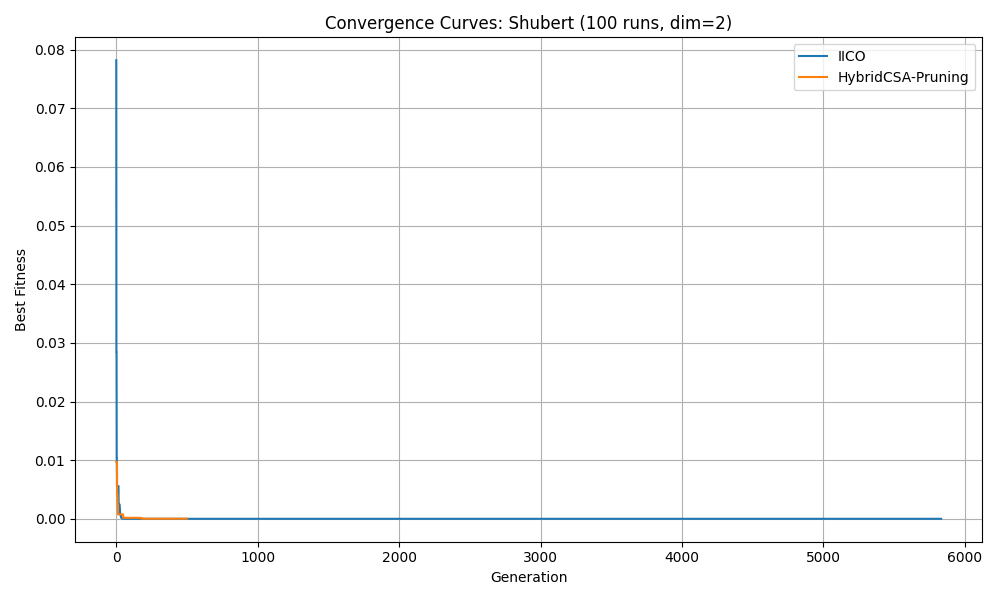 Convergence Curves: Shubert (100 runs, dim=2)
IICO
HybridCSA-Pruning
Best Fitness
0.08
0.07
0.06
0.05
0.04
0.03
0.02
0.01
0.00
0 1000 2000 3000 4000 5000 6000
Generation